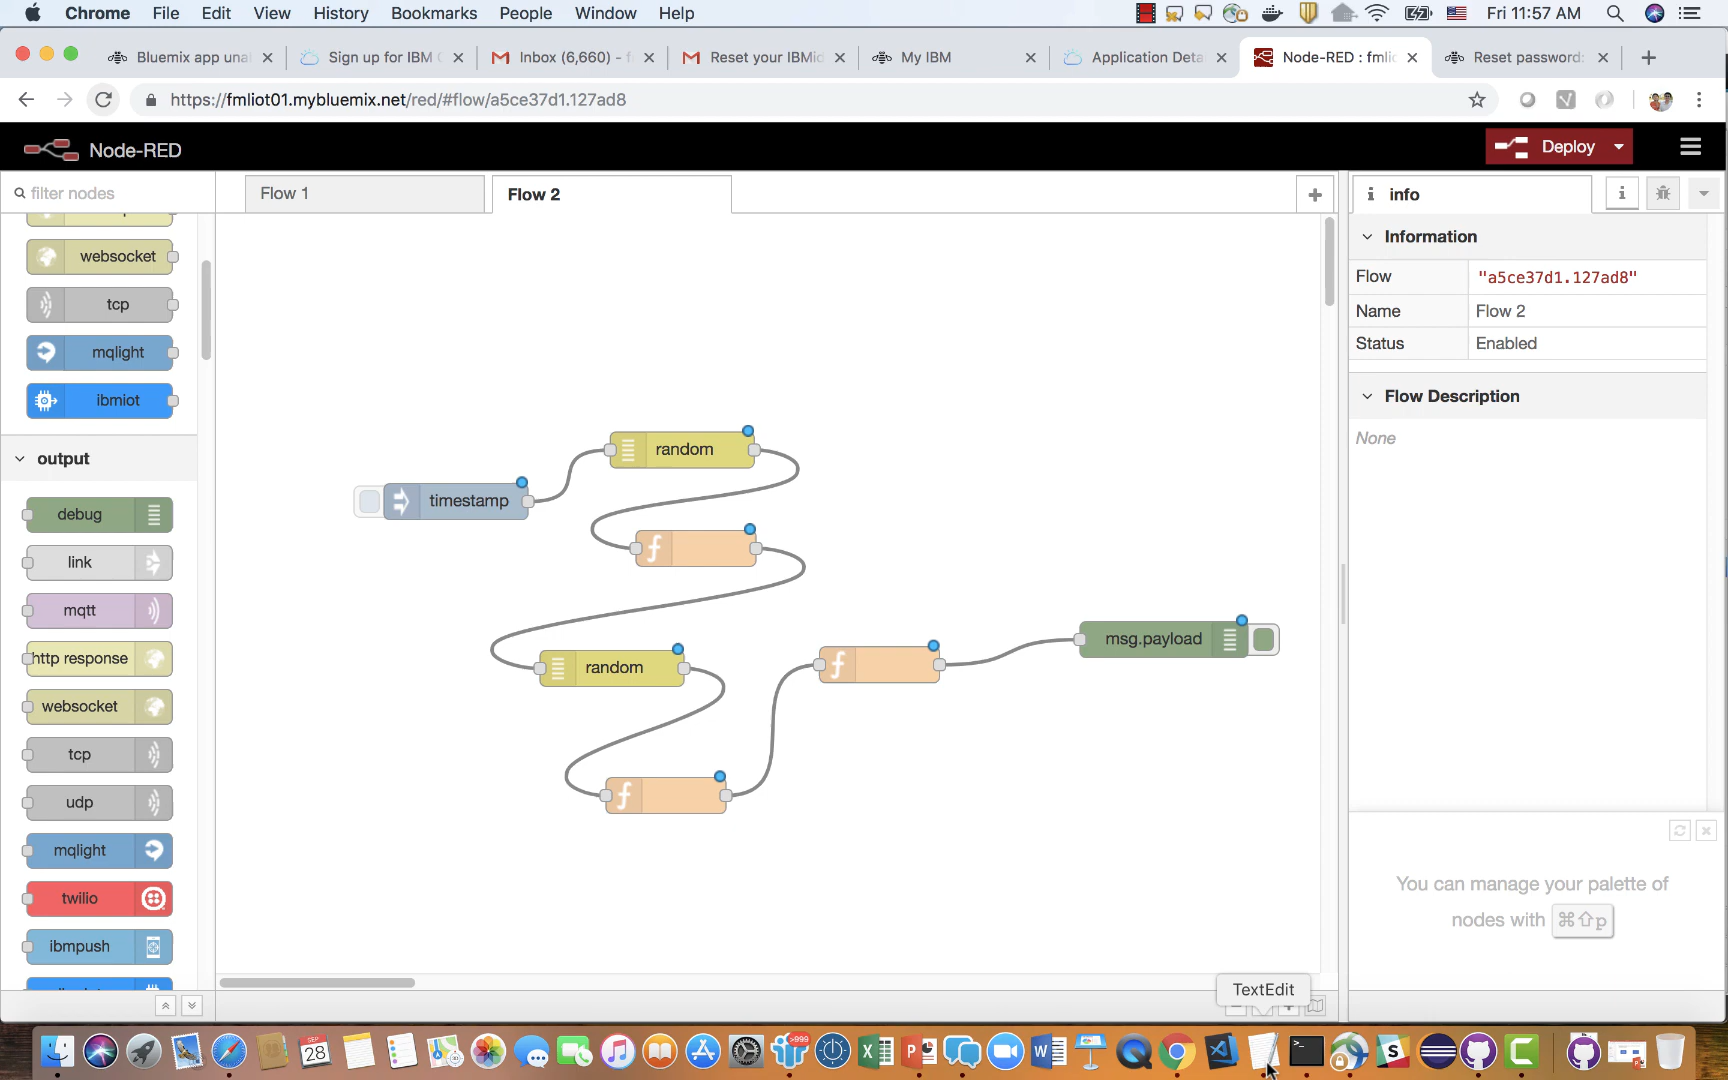 Chrome File Edit View History Bookmarks People Window Help
Fri 11:57 AM
Bluemix app una
Sign up for IBM C
Inbox (6,660) - f
Reset your IBMid
My IBM
Application Deta
Node-RED : fmlio
Reset password:
https://fmliot01.mybluemix.net/red/#flow/a5ce37d1.127ad8
Node-RED
Deploy
filter nodes
Flow 1
Flow 2
info
websocket
tcp
mqlight
ibmiot
output
debug
link
mqtt
http response
websocket
tcp
udp
mqlight
twilio
ibmpush
random
timestamp
random
msg.payload
Information
Flow "a5ce37d1.127ad8"
Name Flow 2
Status Enabled
Flow Description
None
You can manage your palette of
nodes with ⌘⇧p
TextEdit
SEP
28
>999